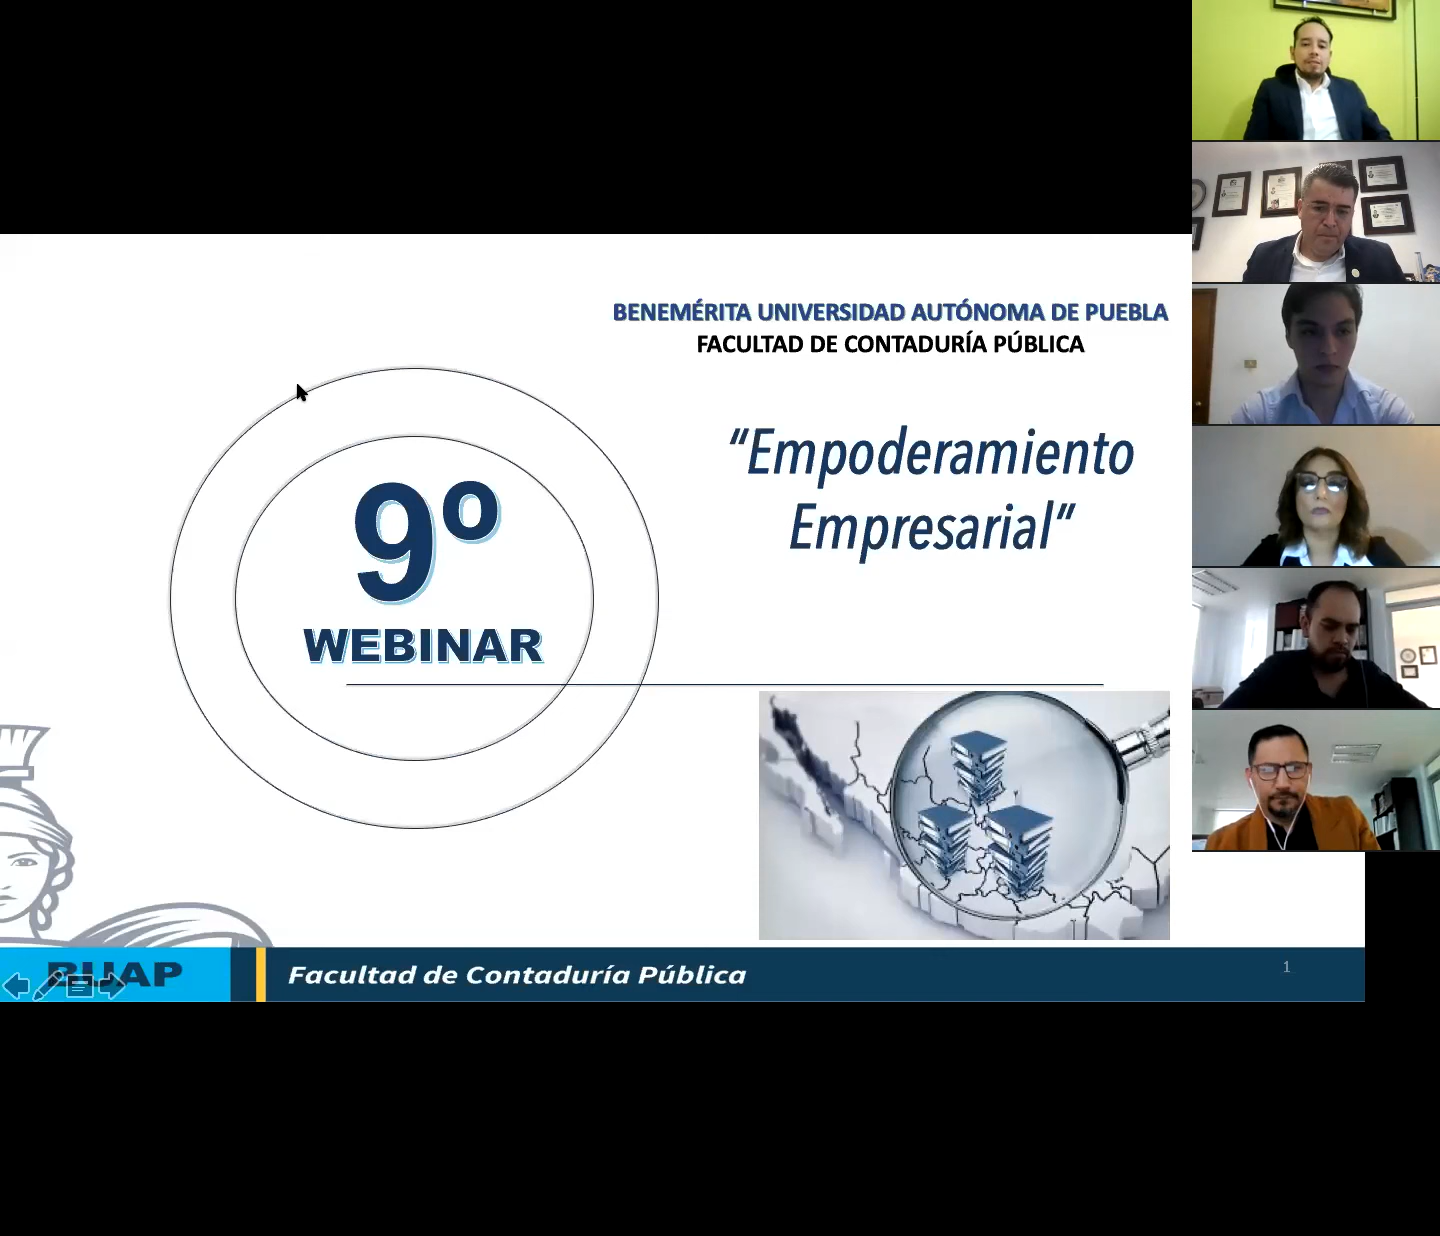 BENEMÉRITA UNIVERSIDAD AUTÓNOMA DE PUEBLA
FACULTAD DE CONTADURÍA PÚBLICA
“Empoderamiento
Empresarial”
9º
WEBINAR
BUAP
Facultad de Contaduría Pública
1